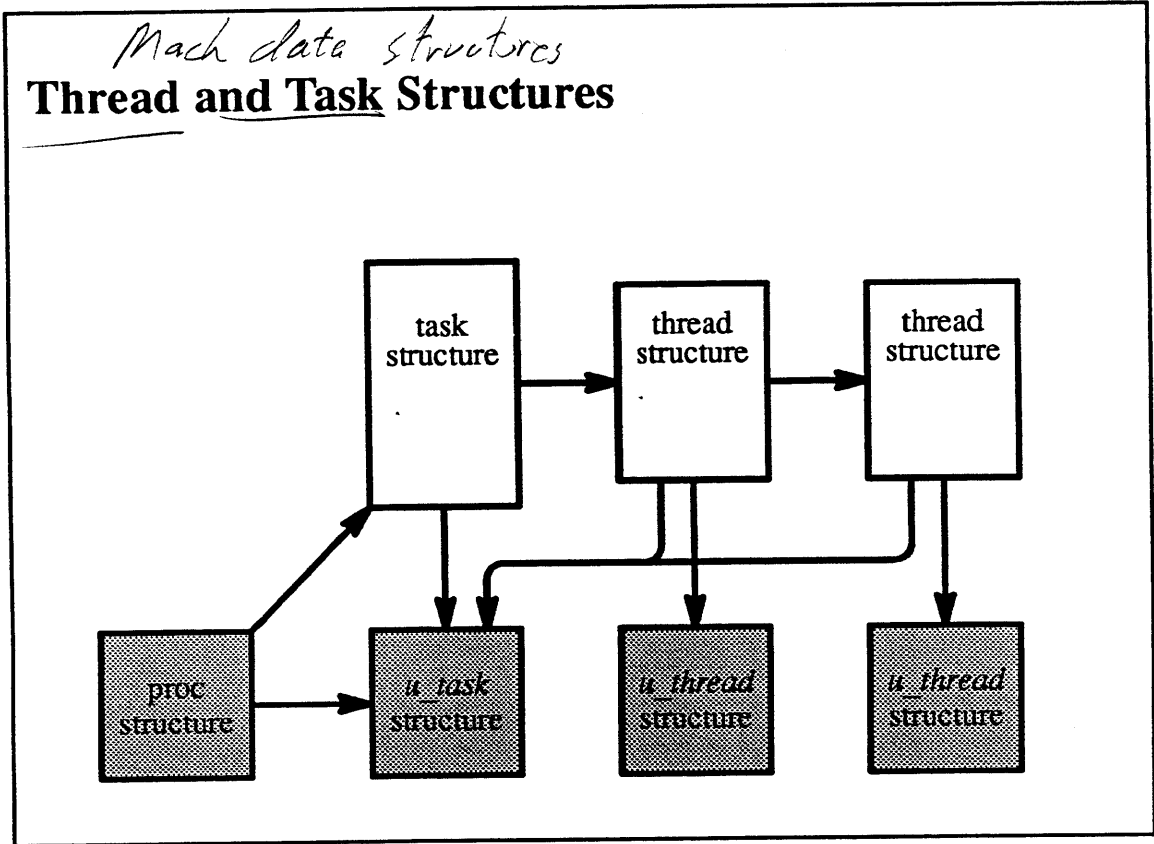 Mach data structures
Thread and Task Structures
task
structure
thread
structure
thread
structure
proc
structure
u_task
structure
u_thread
structure
u_thread
structure